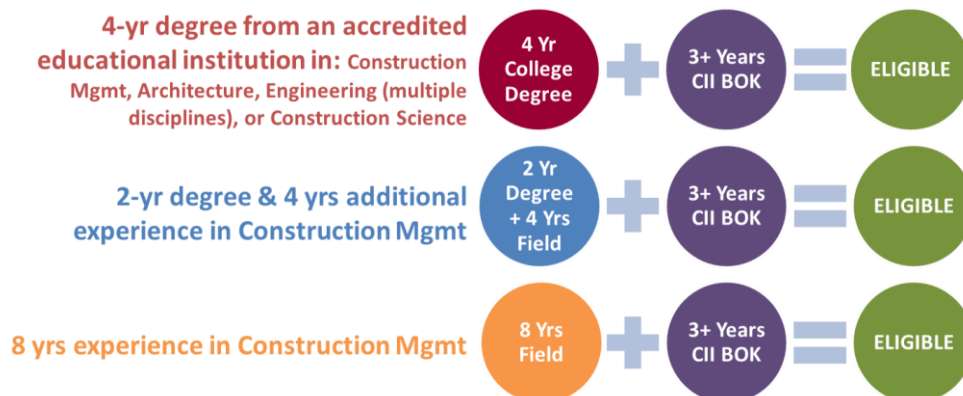 4-yr degree from an accredited
educational institution in: Construction
Mgmt, Architecture, Engineering (multiple
disciplines), or Construction Science
4 Yr
College
Degree
3+ Years
CII BOK
ELIGIBLE
2-yr degree & 4 yrs additional
experience in Construction Mgmt
2 Yr
Degree
+ 4 Yrs
Field
3+ Years
CII BOK
ELIGIBLE
8 yrs experience in Construction Mgmt
8 Yrs
Field
3+ Years
CII BOK
ELIGIBLE